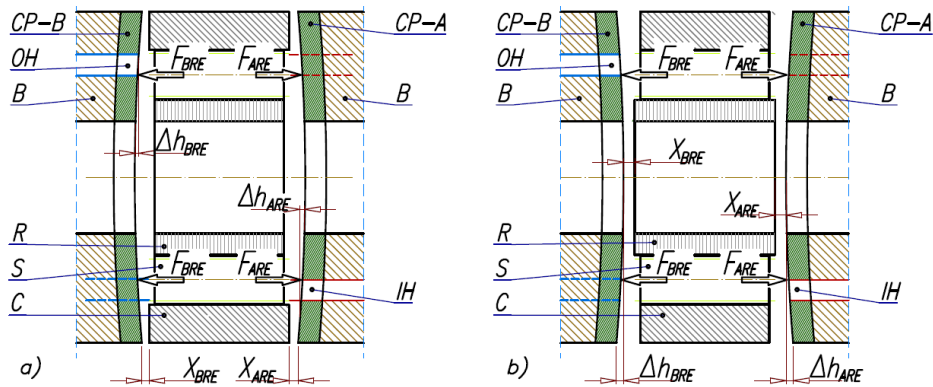 CP-B
CP-A
OH
F_BRE F_ARE
B
B
Δh_BRE
Δh_ARE
R
S
F_BRE F_ARE
C
IH
a)
X_BRE X_ARE
CP-B
CP-A
OH
F_BRE F_ARE
B
B
X_BRE
X_ARE
R
S
F_BRE F_ARE
C
IH
b)
Δh_BRE Δh_ARE